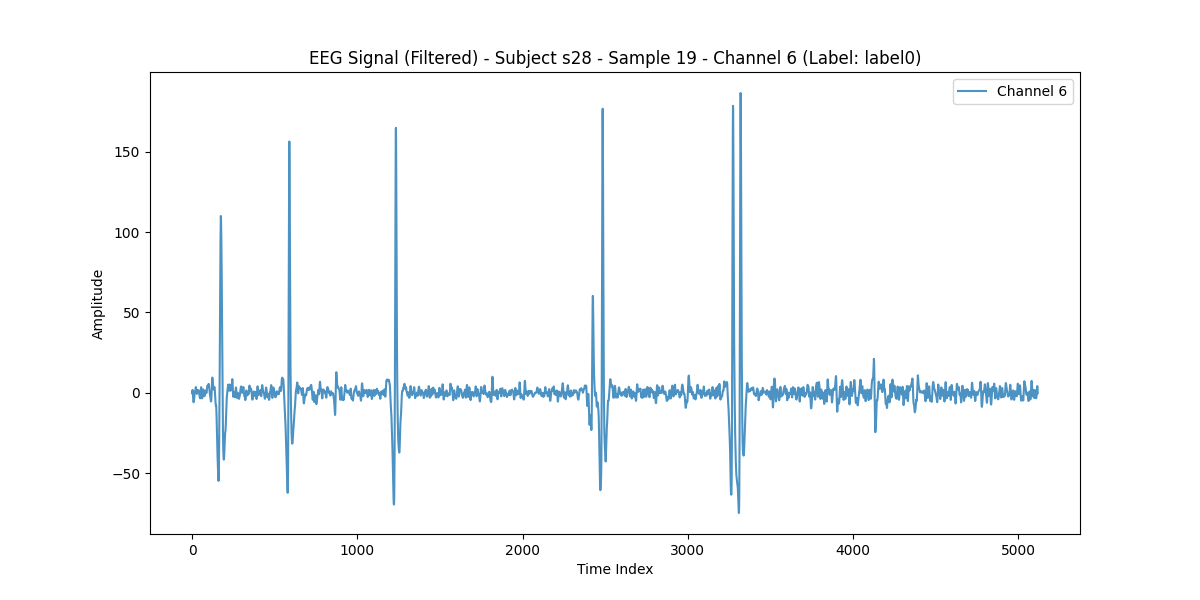 EEG Signal (Filtered) - Subject s28 - Sample 19 - Channel 6 (Label: label0)
Channel 6
Amplitude
150
100
50
0
−50
0 1000 2000 3000 4000 5000
Time Index